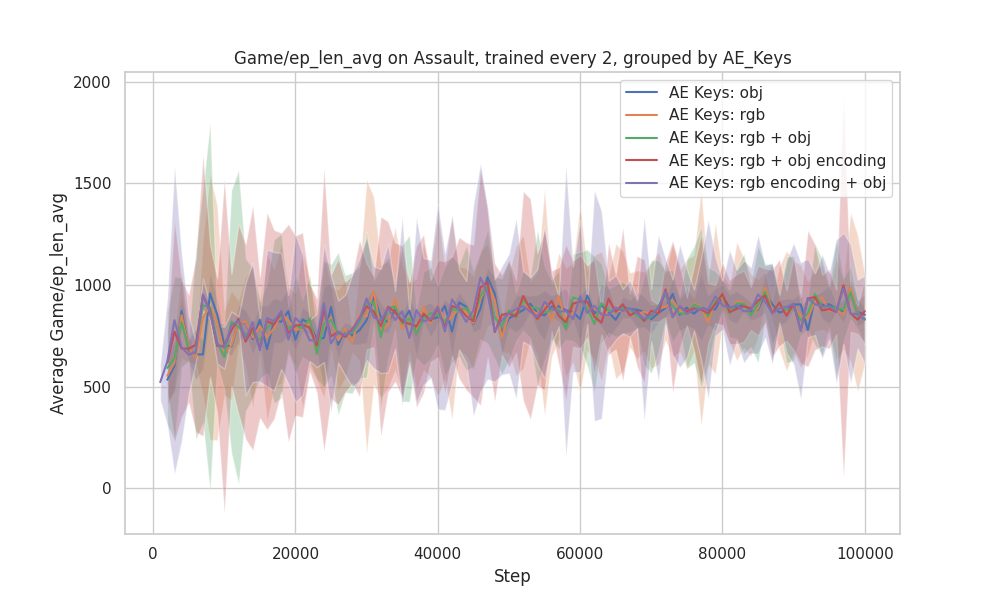 Game/ep_len_avg on Assault, trained every 2, grouped by AE_Keys
2000
1500
1000
500
0
Average Game/ep_len_avg
AE Keys: obj
AE Keys: rgb
AE Keys: rgb + obj
AE Keys: rgb + obj encoding
AE Keys: rgb encoding + obj
0 20000 40000 60000 80000 100000
Step